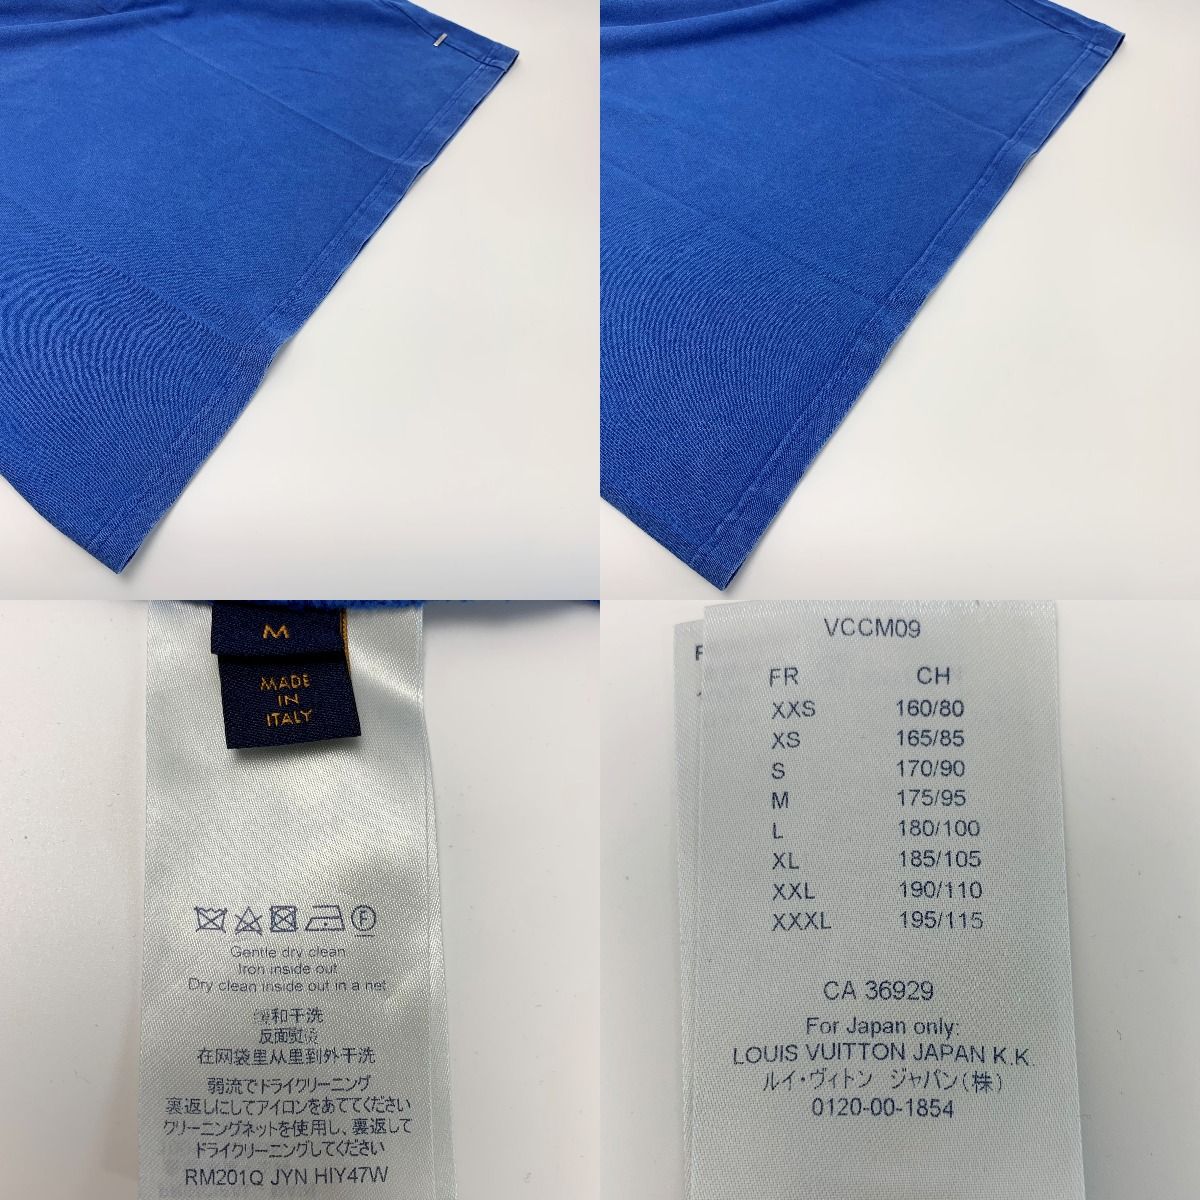 M
MADE
IN
ITALY
F
Gentle dry clean
Iron inside out
Dry clean inside out in a net
缓和干洗
反面熨烫
在网袋里从里到外干洗
弱流でドライクリーニング
裏返しにしてアイロンをあててください
クリーニングネットを使用し、裏返して
ドライクリーニングしてください
RM201Q JYN HIY47W
VCCM09
FR CH
XXS 160/80
XS 165/85
S 170/90
M 175/95
L 180/100
XL 185/105
XXL 190/110
XXXL 195/115
CA 36929
For Japan only:
LOUIS VUITTON JAPAN K.K.
ルイ・ヴィトン ジャパン(株)
0120-00-1854